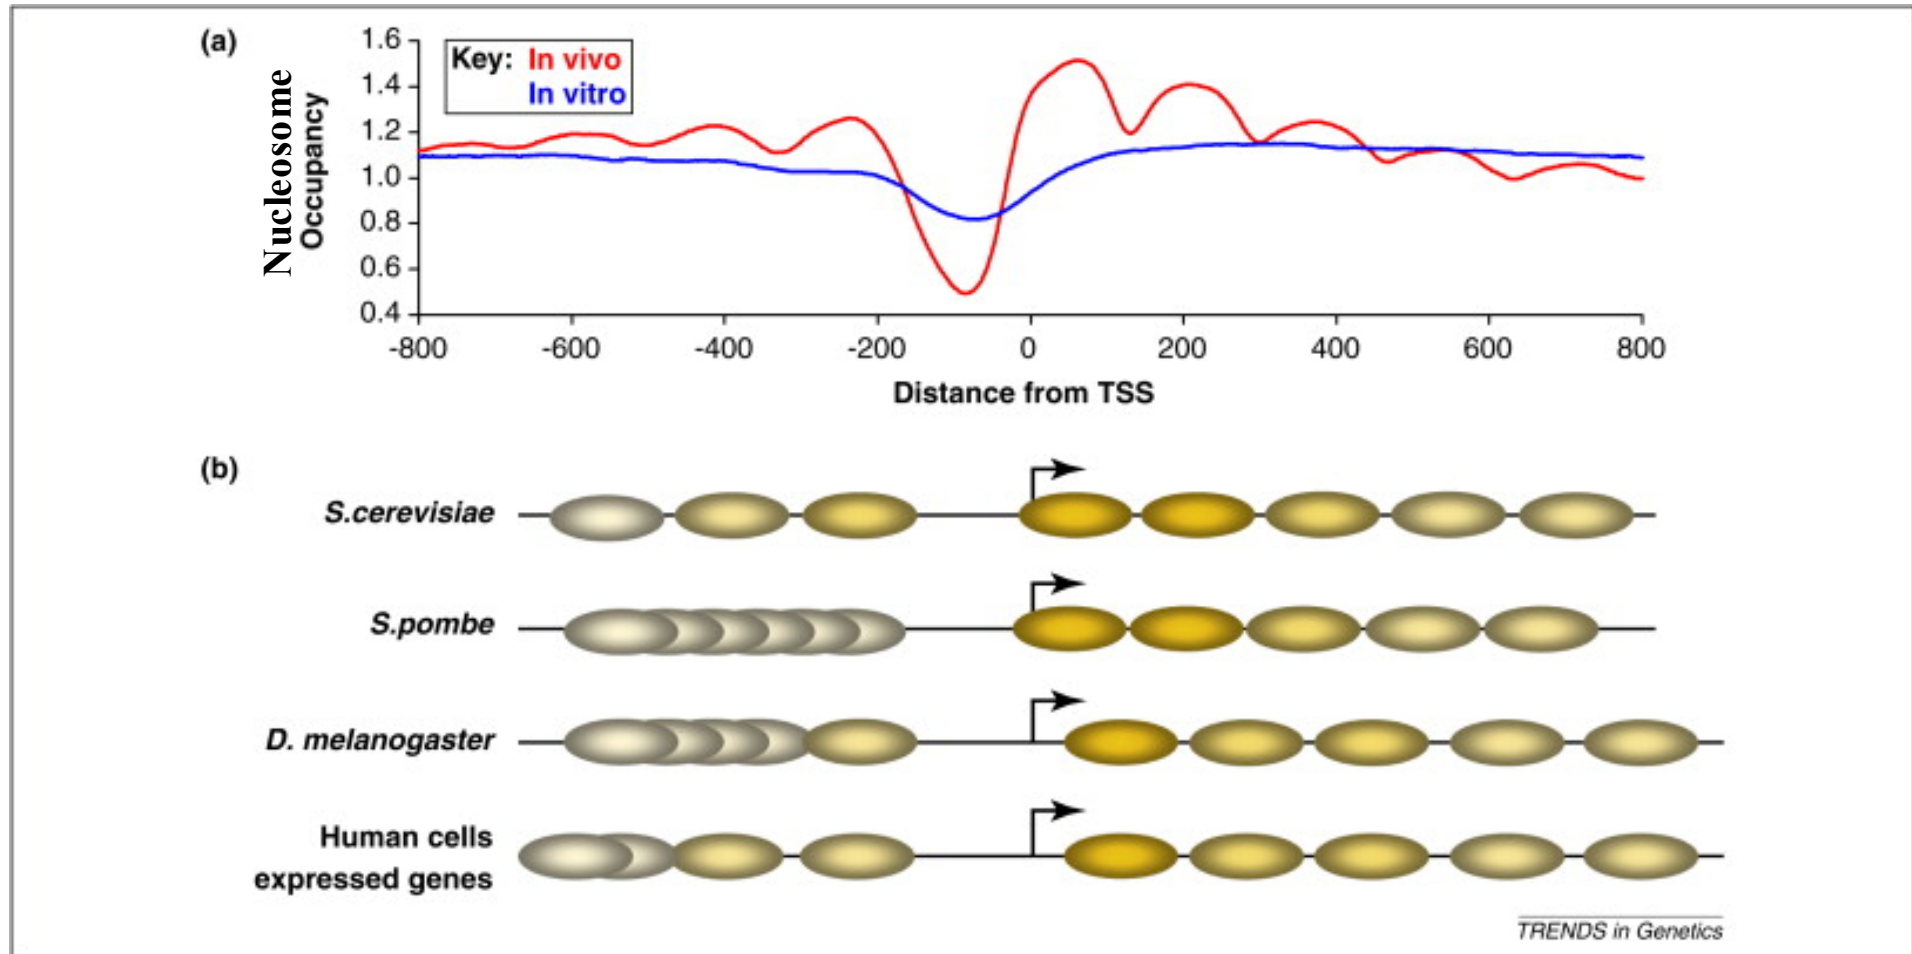 (a)
Nucleosome
Occupancy
1.6
1.4
1.2
1.0
0.8
0.6
0.4
Key: In vivo
In vitro
-800 -600 -400 -200 0 200 400 600 800
Distance from TSS
(b)
S.cerevisiae
S.pombe
D. melanogaster
Human cells
expressed genes
TRENDS in Genetics